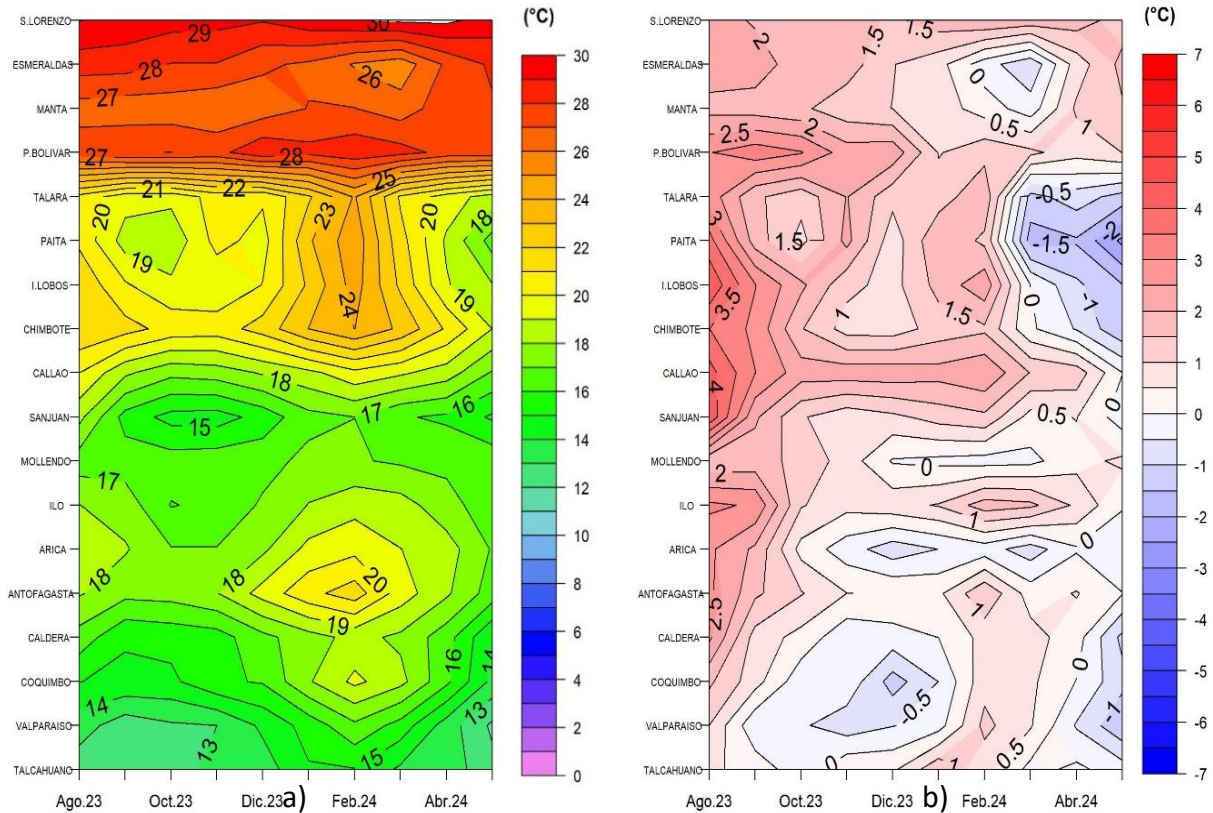 (°C)
S.LORENZO
ESMERALDAS
MANTA
P.BOLIVAR
TALARA
PAITA
I.LOBOS
CHIMBOTE
CALLAO
SANJUAN
MOLLENDO
ILO
ARICA
ANTOFAGASTA
CALDERA
COQUIMBO
VALPARAISO
TALCAHUANO
29
30
28
26
27
28
27
25
21
22
20
23
20
18
19
24
19
18
17
16
15
17
18
18
20
19
16
14
14
13
13
15
30
28
26
24
22
20
18
16
14
12
10
8
6
4
2
0
Ago.23
Oct.23
Dic.23
Feb.24
Abr.24
a)
(°C)
S.LORENZO
ESMERALDAS
MANTA
P.BOLIVAR
TALARA
PAITA
I.LOBOS
CHIMBOTE
CALLAO
SANJUAN
MOLLENDO
ILO
ARICA
ANTOFAGASTA
CALDERA
COQUIMBO
VALPARAISO
TALCAHUANO
2
1.5
1.5
0
0.5
1
2.5
2
-0.5
3
1.5
-1.5
-2
0
-1
3.5
1
1.5
4
0.5
0
0
2
1
0
2.5
1
0
-0.5
-1
0
1
0.5
7
6
5
4
3
2
1
0
-1
-2
-3
-4
-5
-6
-7
Ago.23
Oct.23
Dic.23
Feb.24
Abr.24
b)